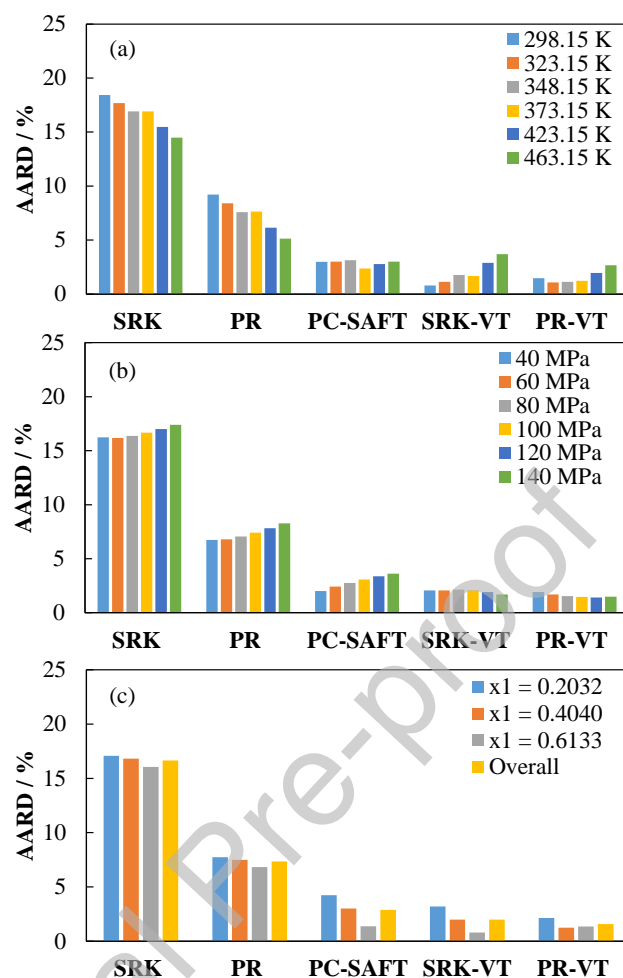 (a)
298.15 K
323.15 K
348.15 K
373.15 K
423.15 K
463.15 K
AARD / %
25
20
15
10
5
0
SRK PR PC-SAFT SRK-VT PR-VT
(b)
40 MPa
60 MPa
80 MPa
100 MPa
120 MPa
140 MPa
AARD / %
25
20
15
10
5
0
SRK PR PC-SAFT SRK-VT PR-VT
(c)
x1 = 0.2032
x1 = 0.4040
x1 = 0.6133
Overall
AARD / %
25
20
15
10
5
0
SRK PR PC-SAFT SRK-VT PR-VT
Pre-proof